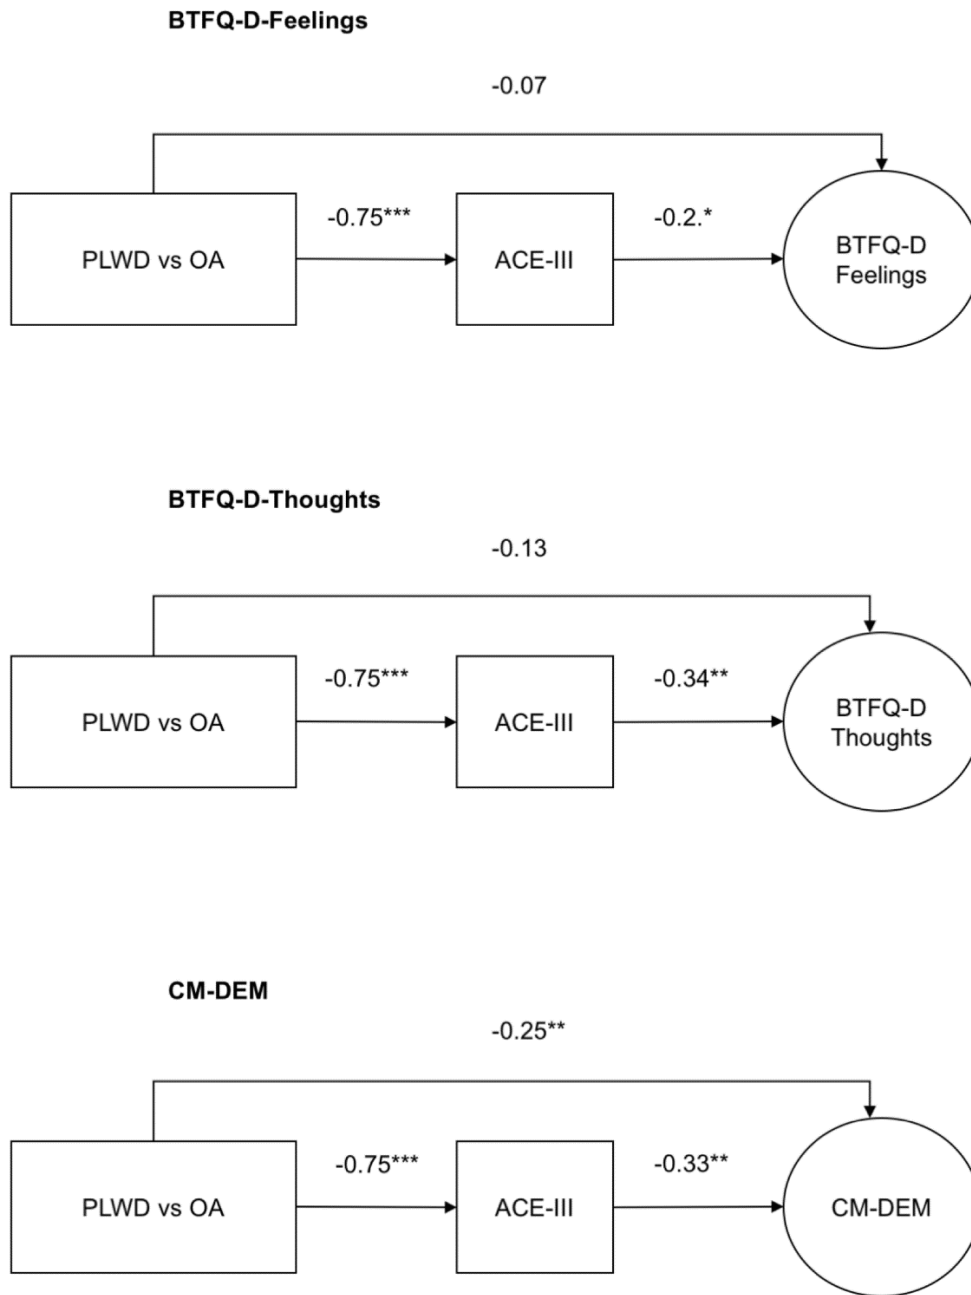 BTFQ-D-Feelings
-0.07
-0.75***
-0.2.*
PLWD vs OA
ACE-III
BTFQ-D
Feelings
BTFQ-D-Thoughts
-0.13
-0.75***
-0.34**
PLWD vs OA
ACE-III
BTFQ-D
Thoughts
CM-DEM
-0.25**
-0.75***
-0.33**
PLWD vs OA
ACE-III
CM-DEM